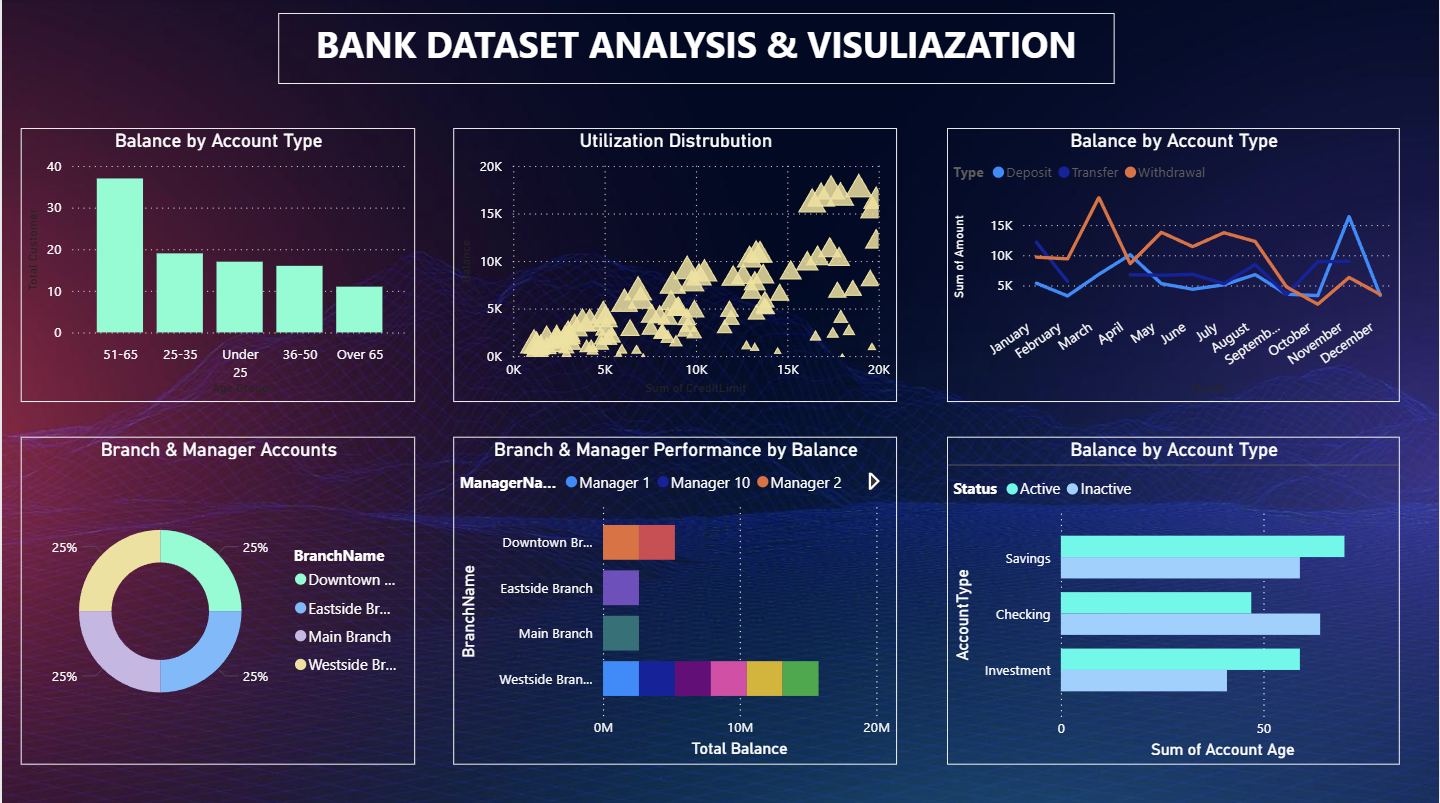 BANK DATASET ANALYSIS & VISULIAZATION
Balance by Account Type
Total Customer
40
30
20
10
0
51-65
25-35
Under
25
36-50
Over 65
Utilization Distrubution
Balance
20K
15K
10K
5K
0K
0K
5K
10K
15K
20K
Sum of CreditLimit
Balance by Account Type
Type
Deposit
Transfer
Withdrawal
Sum of Amount
15K
10K
5K
January
February
March
April
May
June
July
August
Septemb...
October
November
December
Branch & Manager Accounts
25%
25%
25%
25%
BranchName
Downtown ...
Eastside Br...
Main Branch
Westside Br...
Branch & Manager Performance by Balance
ManagerNa...
Manager 1
Manager 10
Manager 2
BranchName
Downtown Br...
Eastside Branch
Main Branch
Westside Bran...
0M
10M
20M
Total Balance
Balance by Account Type
Status
Active
Inactive
AccountType
Savings
Checking
Investment
0
50
Sum of Account Age